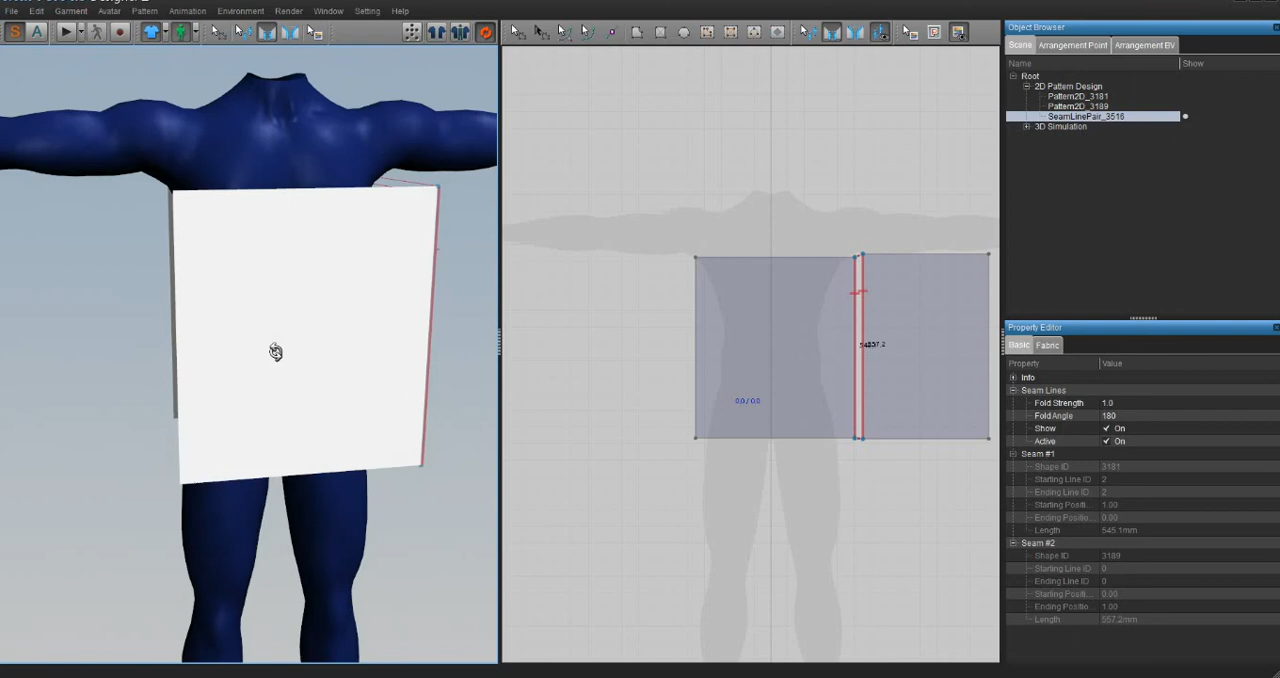 File Edit Garment Avatar Pattern Animation Environment Render Window Setting Help
S A
Object Browser
Scene Arrangement Point Arrangement BV
Name Show
Root
2D Pattern Design
Pattern2D_3181
Pattern2D_3189
SeamLinePair_3516
3D Simulation
0.0 / 0.0
Property Editor
Basic Fabric
Property Value
Info
Seam Lines
Fold Strength 1.0
Fold Angle 180
Show On
Active On
Seam #1
Shape ID 3181
Starting Line ID 2
Ending Line ID 2
Starting Positi... 1.00
Ending Positio... 0.00
Length 545.1mm
Seam #2
Shape ID 3189
Starting Line ID 0
Ending Line ID 0
Starting Positi... 0.00
Ending Positio... 1.00
Length 557.2mm